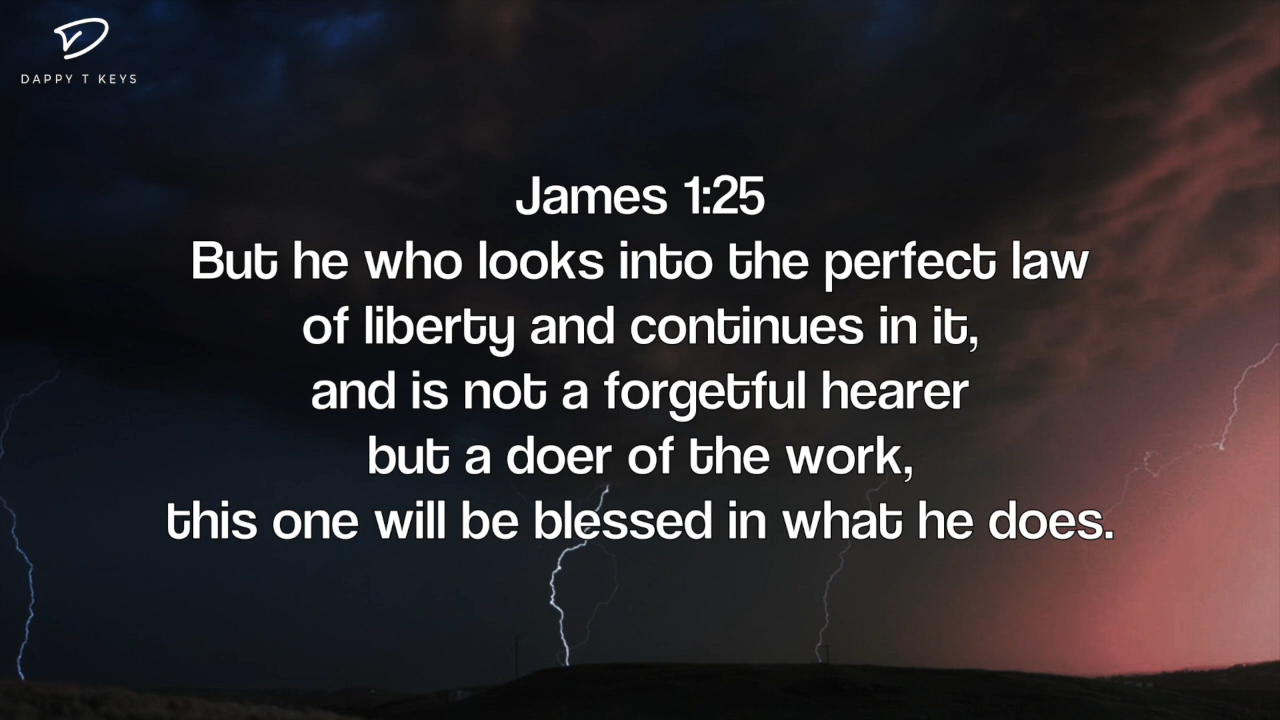 DAPPY T KEYS
James 1:25
But he who looks into the perfect law
of liberty and continues in it,
and is not a forgetful hearer
but a doer of the work,
this one will be blessed in what he does.